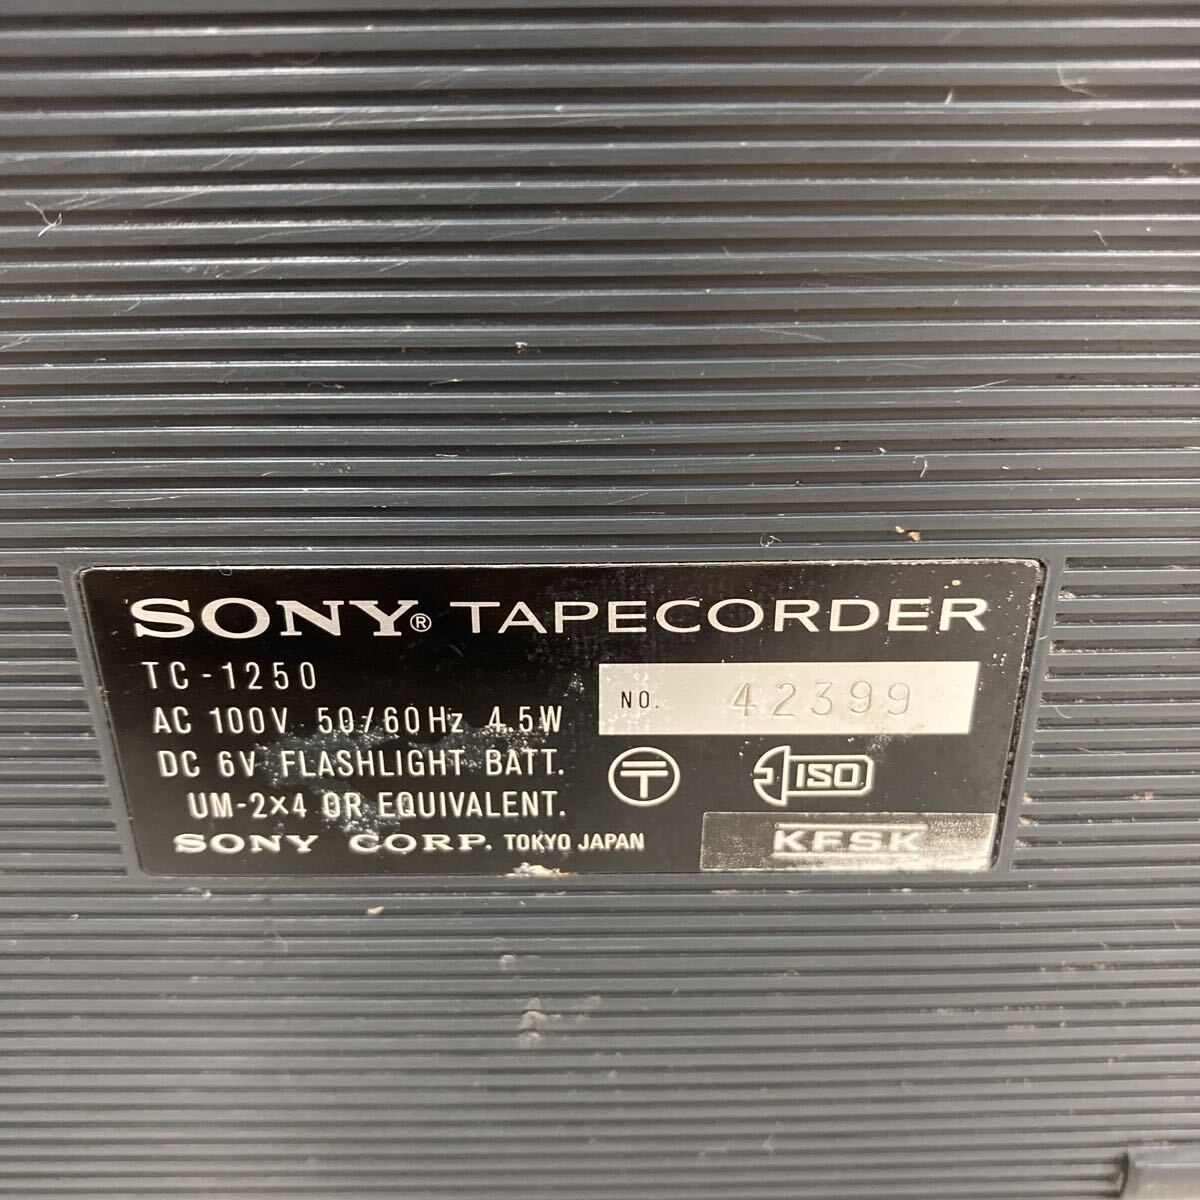 SONY® TAPECORDER
TC-1250
NO. 42399
AC 100V 50/60Hz 4.5W
DC 6V FLASHLIGHT BATT.
UM-2×4 OR EQUIVALENT.
ISO
SONY CORP. TOKYO JAPAN
KFSK